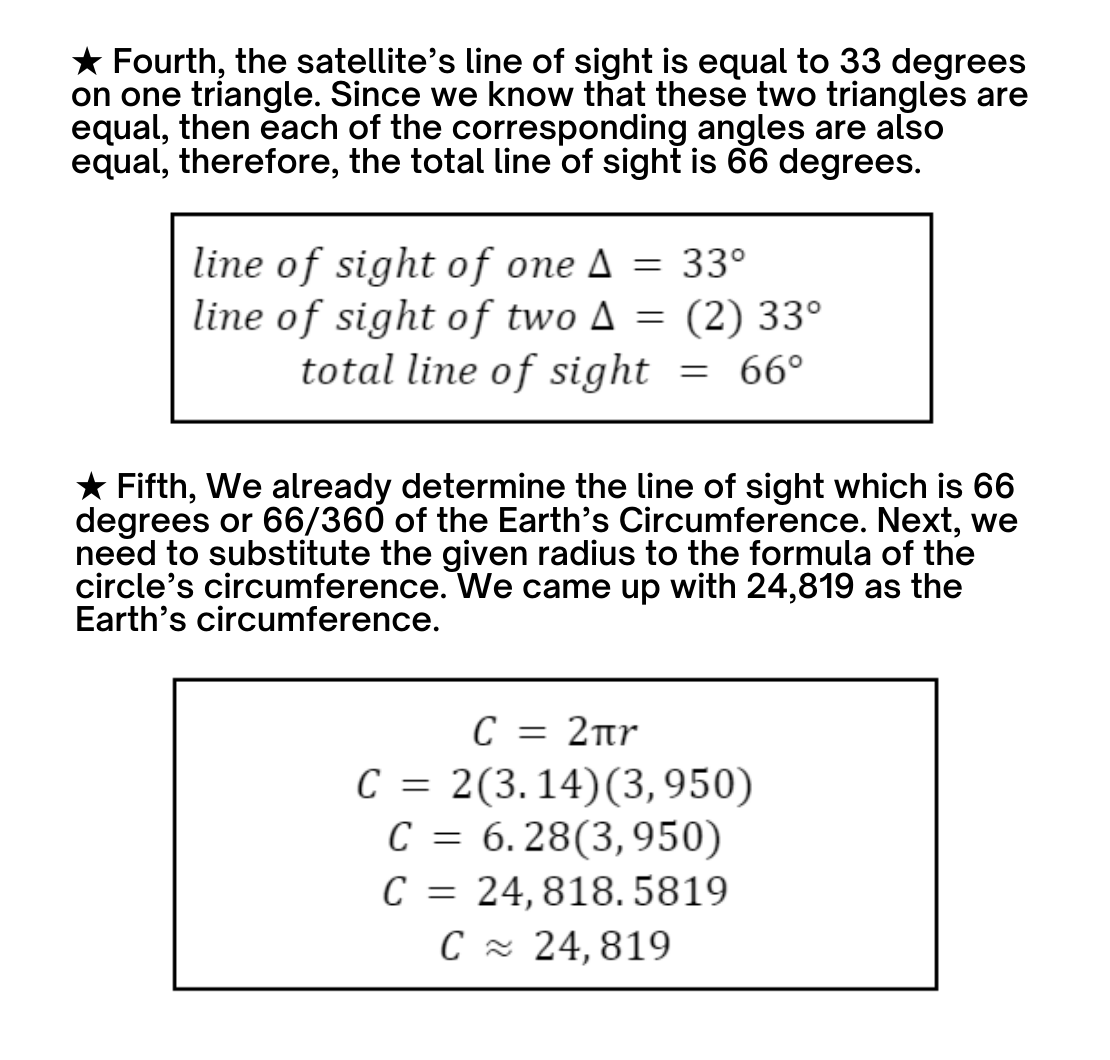 ★ Fourth, the satellite’s line of sight is equal to 33 degrees
on one triangle. Since we know that these two triangles are
equal, then each of the corresponding angles are also
equal, therefore, the total line of sight is 66 degrees.
line of sight of one Δ = 33°
line of sight of two Δ = (2) 33°
total line of sight = 66°
★ Fifth, We already determine the line of sight which is 66
degrees or 66/360 of the Earth’s Circumference. Next, we
need to substitute the given radius to the formula of the
circle’s circumference. We came up with 24,819 as the
Earth’s circumference.
C = 2πr
C = 2(3.14)(3,950)
C = 6.28(3,950)
C = 24,818.5819
C ≈ 24,819